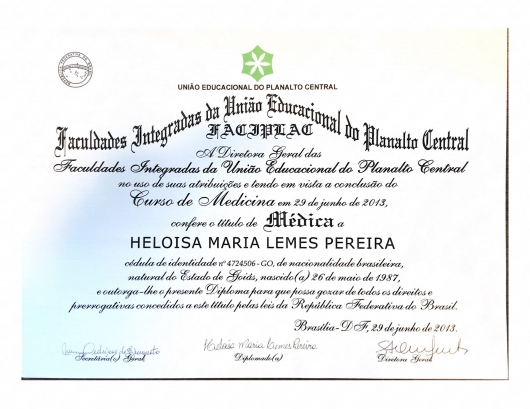 UNIÃO EDUCACIONAL DO PLANALTO CENTRAL
Faculdades Integradas da União Educacional do Planalto Central
FACIPLAC
A Diretora Geral das
Faculdades Integradas da União Educacional do Planalto Central
no uso de suas atribuições e tendo em vista a conclusão do
Curso de Medicina em 29 de junho de 2013,
confere o título de Médica a
HELOISA MARIA LEMES PEREIRA
cédula de identidade nº 4724506 - GO, de nacionalidade brasileira,
natural do Estado de Goiás, nascido(a) 26 de maio de 1987,
e outorga-lhe o presente Diploma para que possa gozar de todos os direitos e
prerrogativas concedidos a este título pelas leis da República Federativa do Brasil.
Brasília-DF, 29 de junho de 2013.
Heloisa Maria Lemes Pereira
Secretário(a) Geral
Diplomado(a)
Diretora Geral